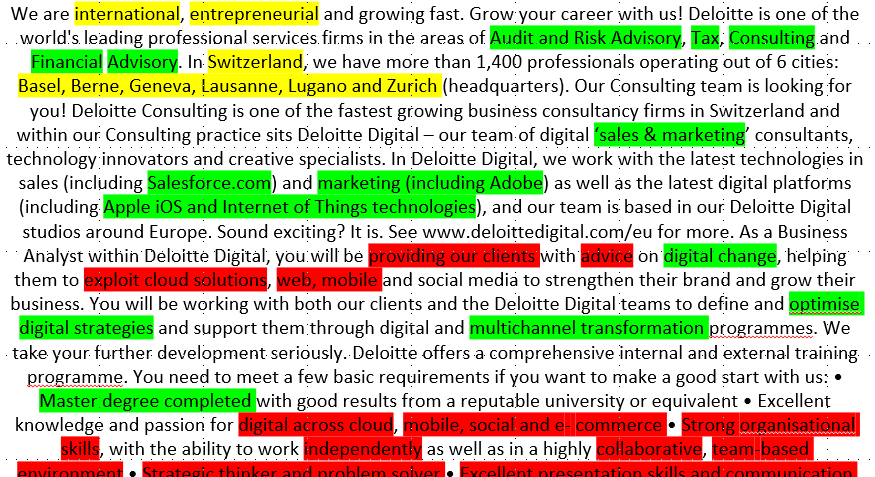 We are international, entrepreneurial and growing fast. Grow your career with us! Deloitte is one of the
world's leading professional services firms in the areas of Audit and Risk Advisory, Tax, Consulting and
Financial Advisory. In Switzerland, we have more than 1,400 professionals operating out of 6 cities:
Basel, Berne, Geneva, Lausanne, Lugano and Zurich (headquarters). Our Consulting team is looking for
you! Deloitte Consulting is one of the fastest growing business consultancy firms in Switzerland and
within our Consulting practice sits Deloitte Digital – our team of digital ‘sales & marketing’ consultants,
technology innovators and creative specialists. In Deloitte Digital, we work with the latest technologies in
sales (including Salesforce.com) and marketing (including Adobe) as well as the latest digital platforms
(including Apple iOS and Internet of Things technologies), and our team is based in our Deloitte Digital
studios around Europe. Sound exciting? It is. See www.deloittedigital.com/eu for more. As a Business
Analyst within Deloitte Digital, you will be providing our clients with advice on digital change, helping
them to exploit cloud solutions, web, mobile and social media to strengthen their brand and grow their
business. You will be working with both our clients and the Deloitte Digital teams to define and optimise
digital strategies and support them through digital and multichannel transformation programmes. We
take your further development seriously. Deloitte offers a comprehensive internal and external training
programme. You need to meet a few basic requirements if you want to make a good start with us: •
Master degree completed with good results from a reputable university or equivalent • Excellent
knowledge and passion for digital across cloud, mobile, social and e- commerce • Strong organisational
skills, with the ability to work independently as well as in a highly collaborative, team-based
environment • Strategic thinker and problem solver • Excellent presentation skills and communication